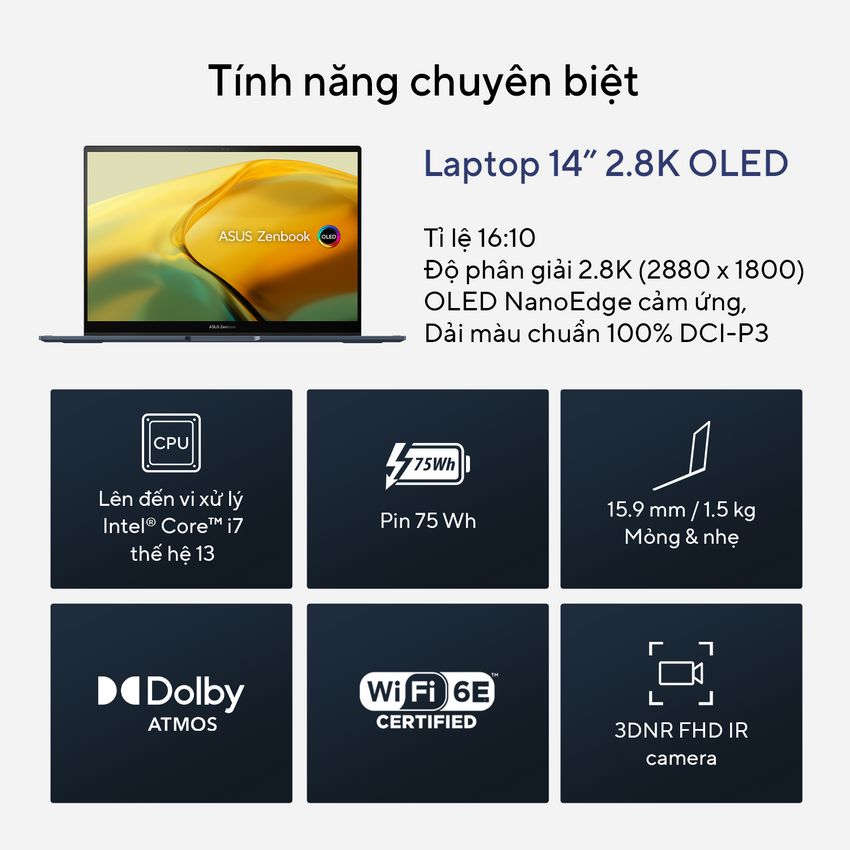 Tính năng chuyên biệt
Laptop 14” 2.8K OLED
ASUS Zenbook OLED
Tỉ lệ 16:10
Độ phân giải 2.8K (2880 x 1800)
OLED NanoEdge cảm ứng,
Dải màu chuẩn 100% DCI-P3
ASUS Zenbook
CPU
Lên đến vi xử lý
Intel® Core™ i7
thế hệ 13
75Wh
Pin 75 Wh
15.9 mm / 1.5 kg
Mỏng & nhẹ
Dolby
ATMOS
Wi Fi 6E™
CERTIFIED
3DNR FHD IR
camera